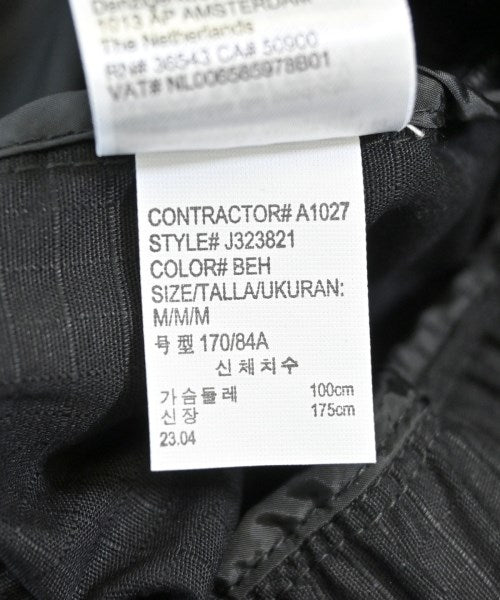 1013 AP AMSTERDAM
The Netherlands
RN# 36543 CA# 50900
VAT# NL006585978B01
CONTRACTOR# A1027
STYLE# J323821
COLOR# BEH
SIZE/TALLA/UKURAN:
M/M/M
号型 170/84A
신체치수
가슴둘레 100cm
신장 175cm
23.04